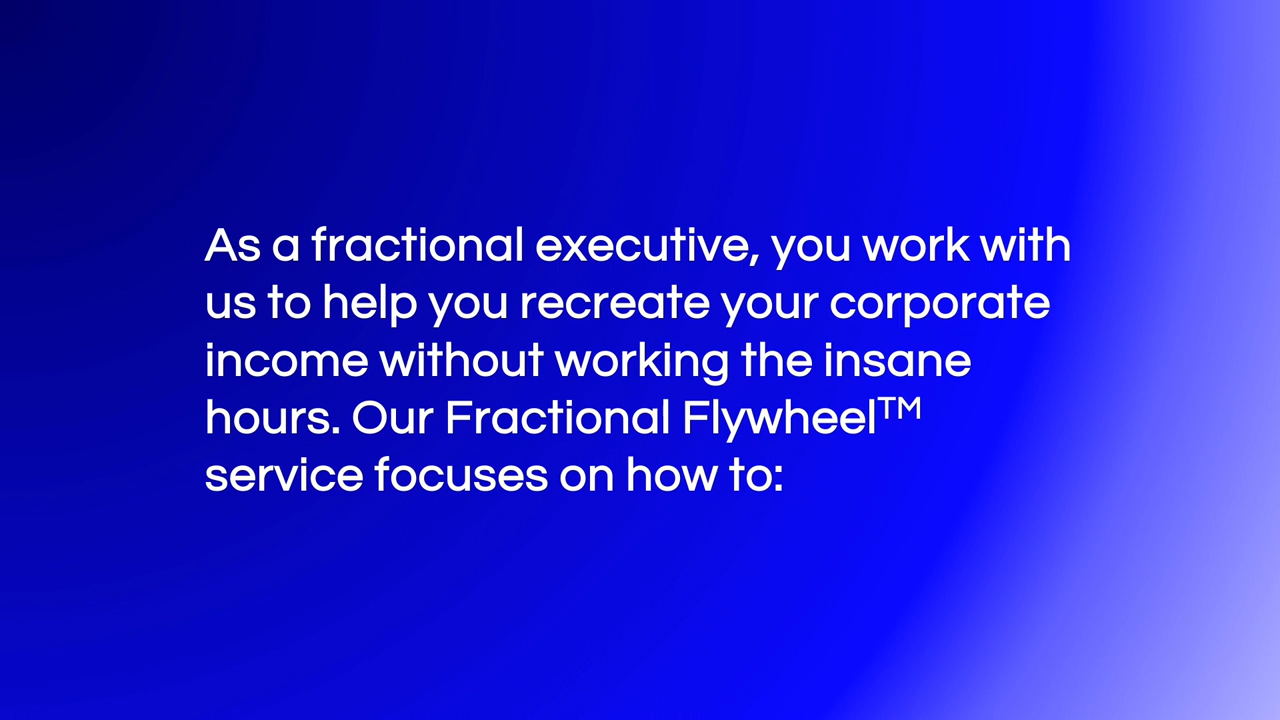 As a fractional executive, you work with
us to help you recreate your corporate
income without working the insane
hours. Our Fractional Flywheel™
service focuses on how to: